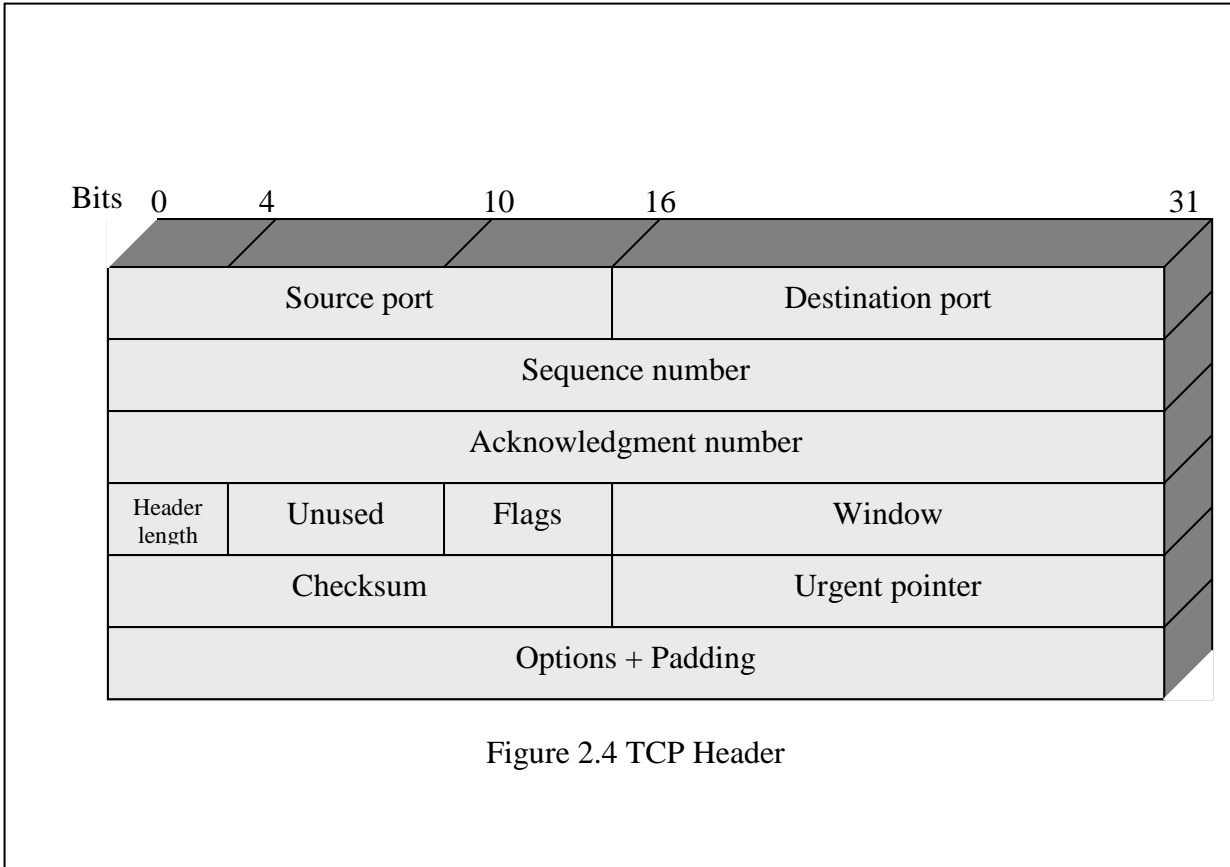 Bits 0 4 10 16 31
Source port Destination port
Sequence number
Acknowledgment number
Header length Unused Flags Window
Checksum Urgent pointer
Options + Padding
Figure 2.4 TCP Header